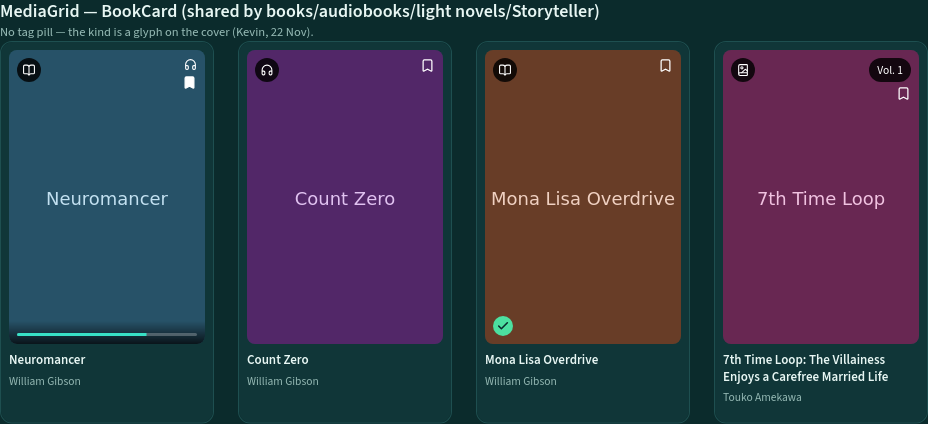 MediaGrid — BookCard (shared by books/audiobooks/light novels/Storyteller)
No tag pill — the kind is a glyph on the cover (Kevin, 22 Nov).
Neuromancer
Count Zero
Mona Lisa Overdrive
Vol. 1
7th Time Loop
Neuromancer
William Gibson
Count Zero
William Gibson
Mona Lisa Overdrive
William Gibson
7th Time Loop: The Villainess
Enjoys a Carefree Married Life
Touko Amekawa